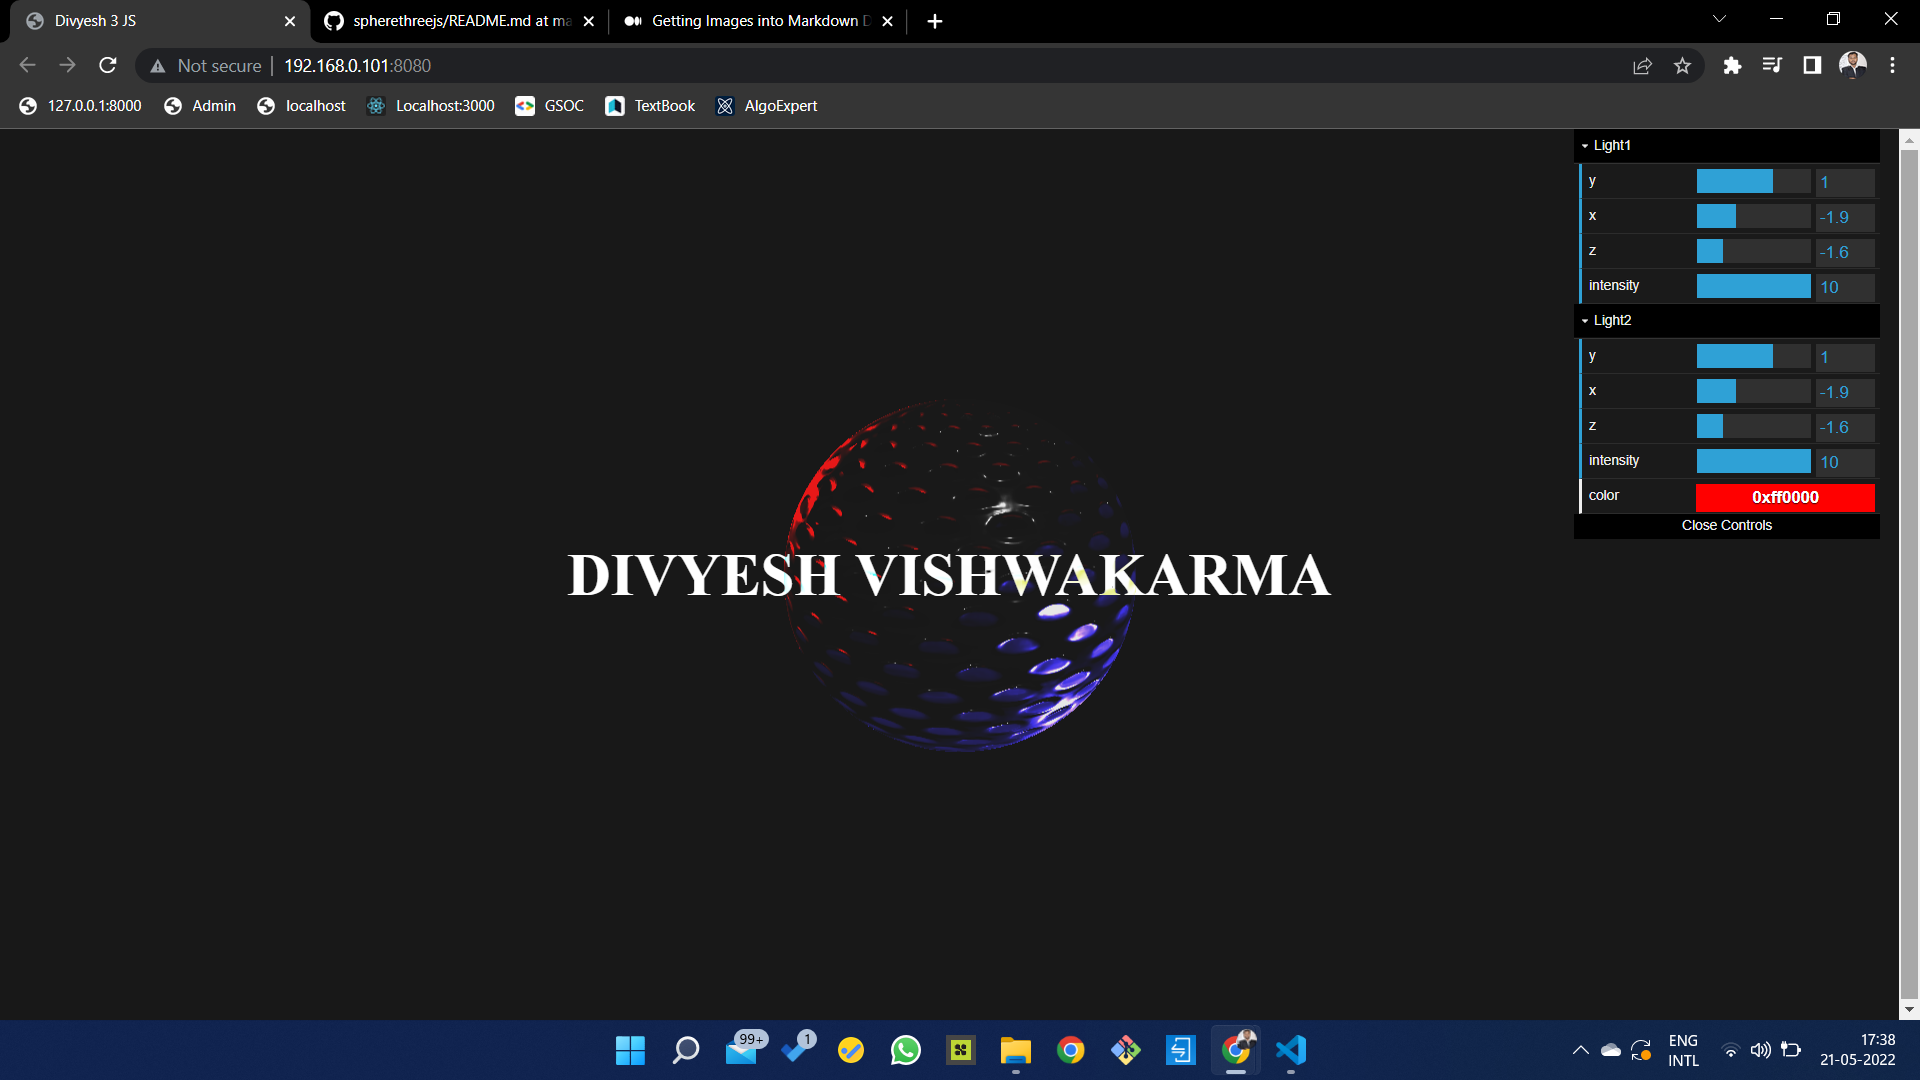 Divyesh 3 JS
spherethreejs/README.md at ma
Getting Images into Markdown D
Not secure
192.168.0.101:8080
127.0.0.1:8000 Admin localhost Localhost:3000 GSOC TextBook AlgoExpert
Light1
y 1
x -1.9
z -1.6
intensity 10
Light2
y 1
x -1.9
z -1.6
intensity 10
color 0xff0000
Close Controls
DIVYESH VISHWAKARMA
99+
1
ENG
INTL
17:38
21-05-2022